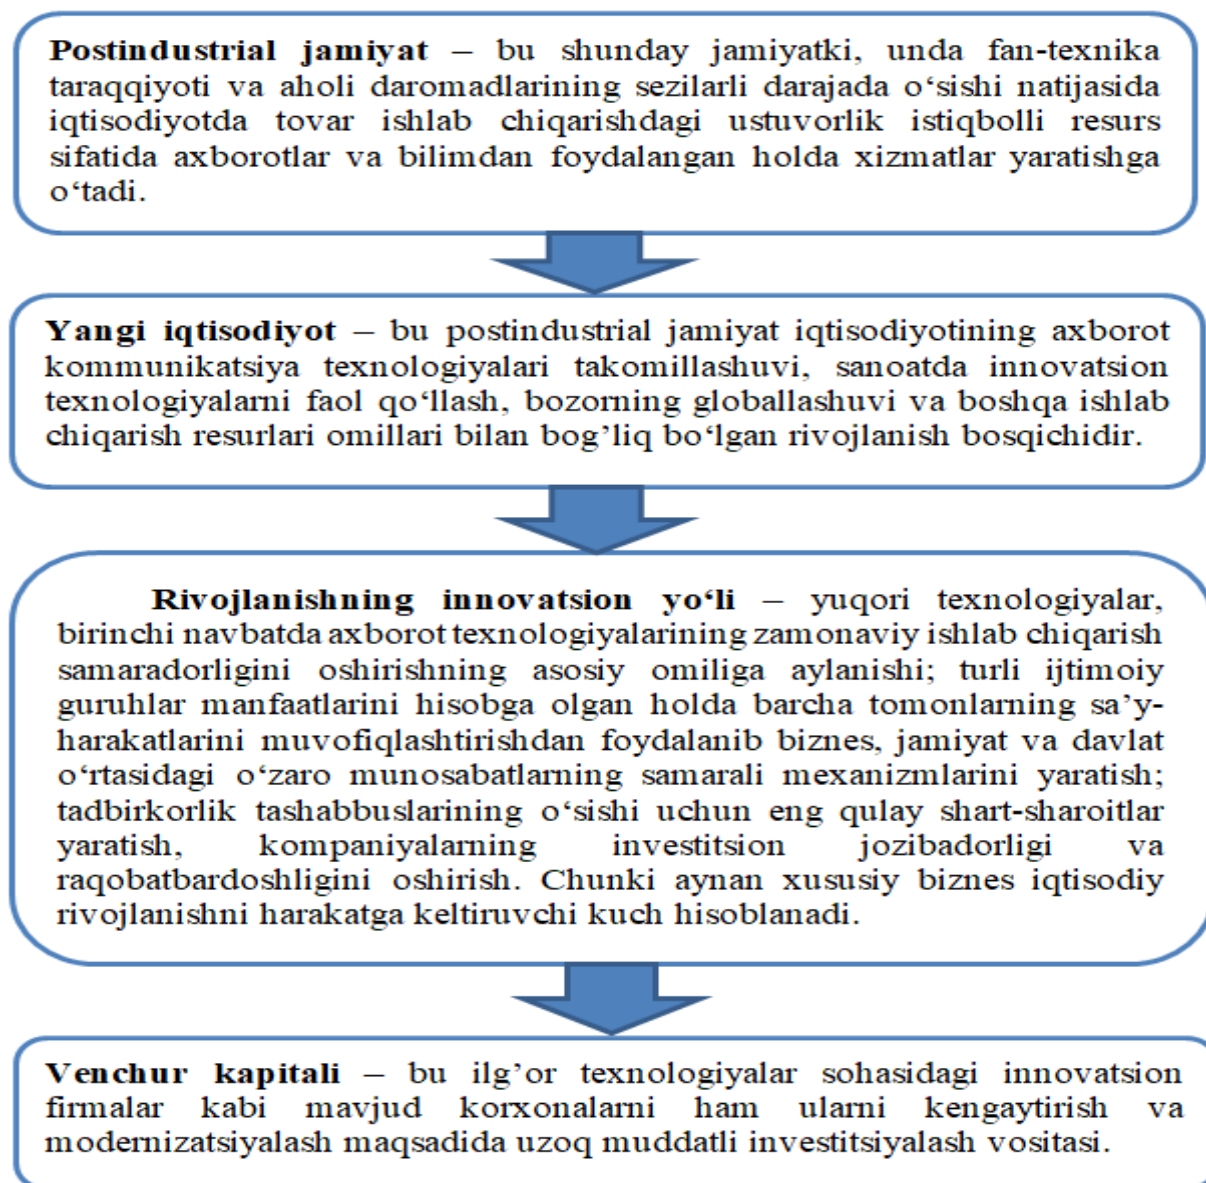 Postindustrial jamiyat – bu shunday jamiyatki, unda fan-texnika
taraqqiyoti va aholi daromadlarining sezilarli darajada o‘sishi natijasida
iqtisodiyotda tovar ishlab chiqarishdagi ustuvorlik istiqbolli resurs
sifatida axborotlar va bilimdan foydalangan holda xizmatlar yaratishga
o‘tadi.
Yangi iqtisodiyot – bu postindustrial jamiyat iqtisodiyotining axborot
kommunikatsiya texnologiyalari takomillashuvi, sanoatda innovatsion
texnologiyalarni faol qo‘llash, bozorning globallashuvi va boshqa ishlab
chiqarish resurlari omillari bilan bog’liq bo‘lgan rivojlanish bosqichidir.
Rivojlanishning innovatsion yo‘li – yuqori texnologiyalar,
birinchi navbatda axborot texnologiyalarining zamonaviy ishlab chiqarish
samaradorligini oshirishning asosiy omiliga aylanishi; turli ijtimoiy
guruhlar manfaatlarini hisobga olgan holda barcha tomonlarning sa’y-
harakatlarini muvofiqlashtirishdan foydalanib biznes, jamiyat va davlat
o‘rtasidagi o‘zaro munosabatlarning samarali mexanizmlarini yaratish;
tadbirkorlik tashabbuslarining o‘sishi uchun eng qulay shart-sharoitlar
yaratish, kompaniyalarning investitsion jozibadorligi va
raqobatbardoshligini oshirish. Chunki aynan xususiy biznes iqtisodiy
rivojlanishni harakatga keltiruvchi kuch hisoblanadi.
Venchur kapitali – bu ilg’or texnologiyalar sohasidagi innovatsion
firmalar kabi mavjud korxonalarni ham ularni kengaytirish va
modernizatsiyalash maqsadida uzoq muddatli investitsiyalash vositasi.